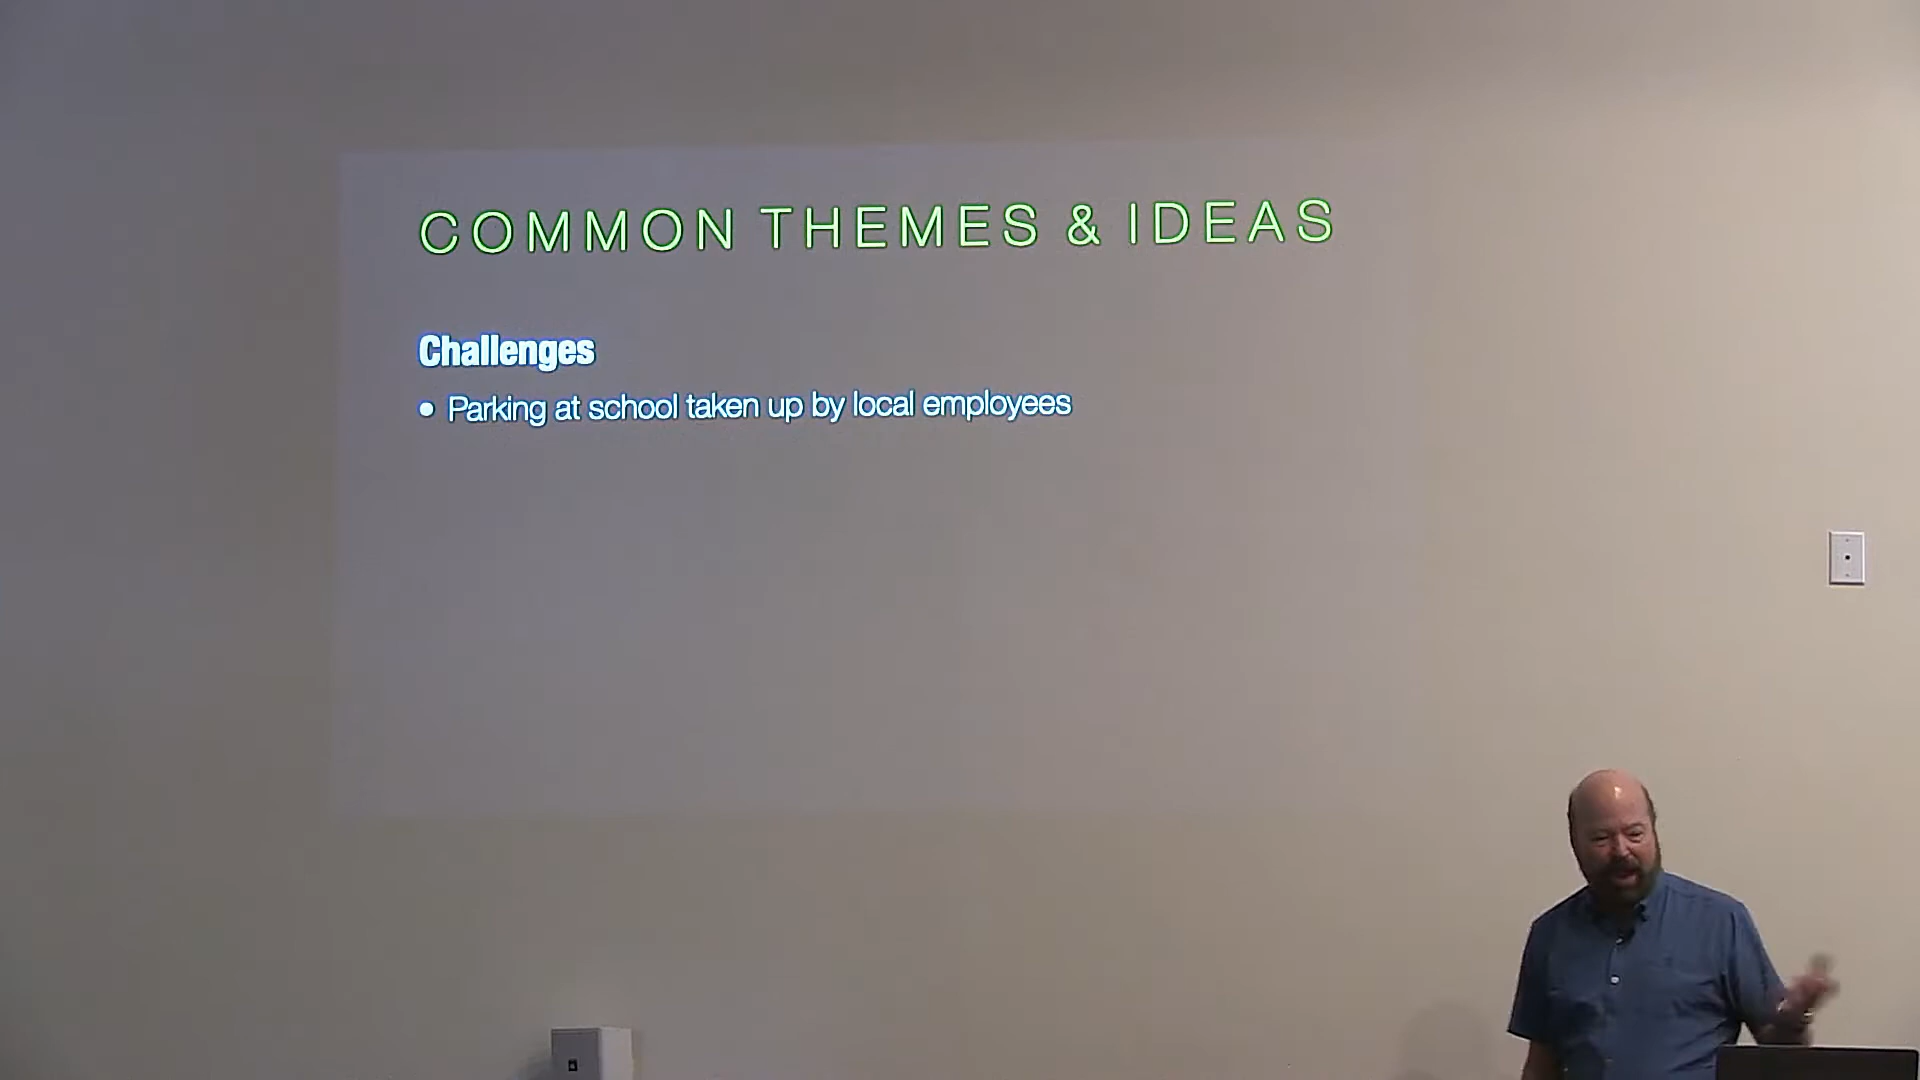 COMMON THEMES & IDEAS
Challenges
• Parking at school taken up by local employees